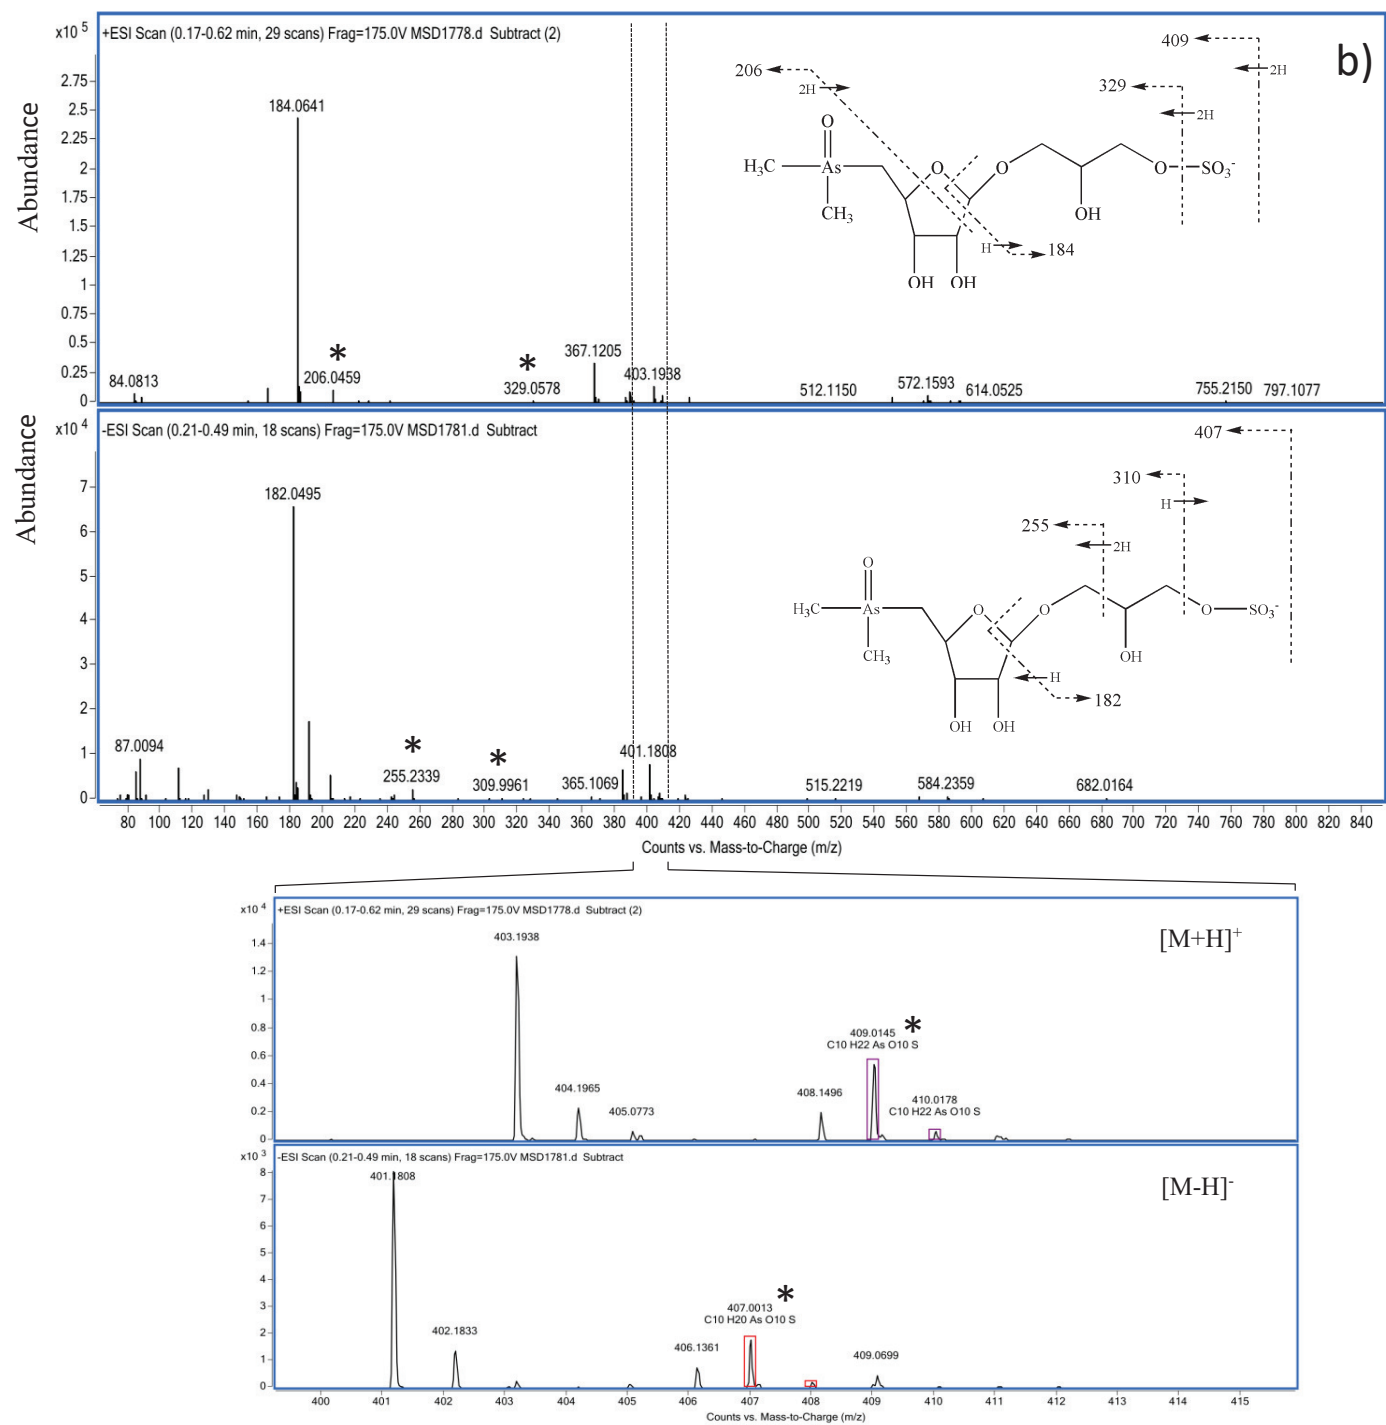 b)
x10 5
+ESI Scan (0.17-0.62 min, 29 scans) Frag=175.0V MSD1778.d Subtract (2)
Abundance
2.75
2.5
2.25
2
1.75
1.5
1.25
1
0.75
0.5
0.25
0
84.0813
184.0641
*
206.0459
*
329.0578
367.1205
403.1938
512.1150
572.1593
614.0525
755.2150
797.1077
409
2H
206
2H
329
2H
O
H3C
As
CH3
O
O
OH
O
SO3-
H
184
OH
OH
x10 4
-ESI Scan (0.21-0.49 min, 18 scans) Frag=175.0V MSD1781.d Subtract
Abundance
7
6
5
4
3
2
1
0
87.0094
182.0495
*
255.2339
*
309.9961
365.1069
401.1808
515.2219
584.2359
682.0164
407
310
H
255
2H
O
H3C
As
CH3
O
O
OH
O
SO3-
H
182
OH
OH
80 100 120 140 160 180 200 220 240 260 280 300 320 340 360 380 400 420 440 460 480 500 520 540 560 580 600 620 640 660 680 700 720 740 760 780 800 820 840
Counts vs. Mass-to-Charge (m/z)
x10 4
+ESI Scan (0.17-0.62 min, 29 scans) Frag=175.0V MSD1778.d Subtract (2)
[M+H]+
1.4
1.2
1
0.8
0.6
0.4
0.2
0
403.1938
404.1965
405.0773
408.1496
*
409.0145
C10 H22 As O10 S
410.0178
C10 H22 As O10 S
x10 3
-ESI Scan (0.21-0.49 min, 18 scans) Frag=175.0V MSD1781.d Subtract
[M-H]-
8
7
6
5
4
3
2
1
0
401.1808
402.1833
406.1361
*
407.0013
C10 H20 As O10 S
409.0699
400 401 402 403 404 405 406 407 408 409 410 411 412 413 414 415
Counts vs. Mass-to-Charge (m/z)